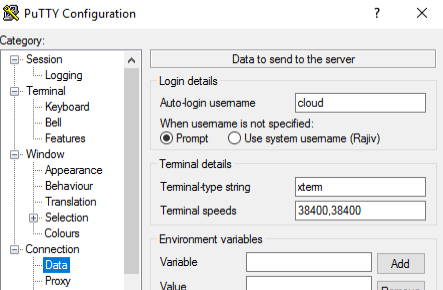 PuTTY Configuration
Category:
Session
Logging
Terminal
Keyboard
Bell
Features
Window
Appearance
Behaviour
Translation
Selection
Colours
Connection
Data
Proxy
Data to send to the server
Login details
Auto-login username cloud
When username is not specified:
Prompt Use system username (Rajiv)
Terminal details
Terminal-type string xterm
Terminal speeds 38400,38400
Environment variables
Variable Add
Value Remove